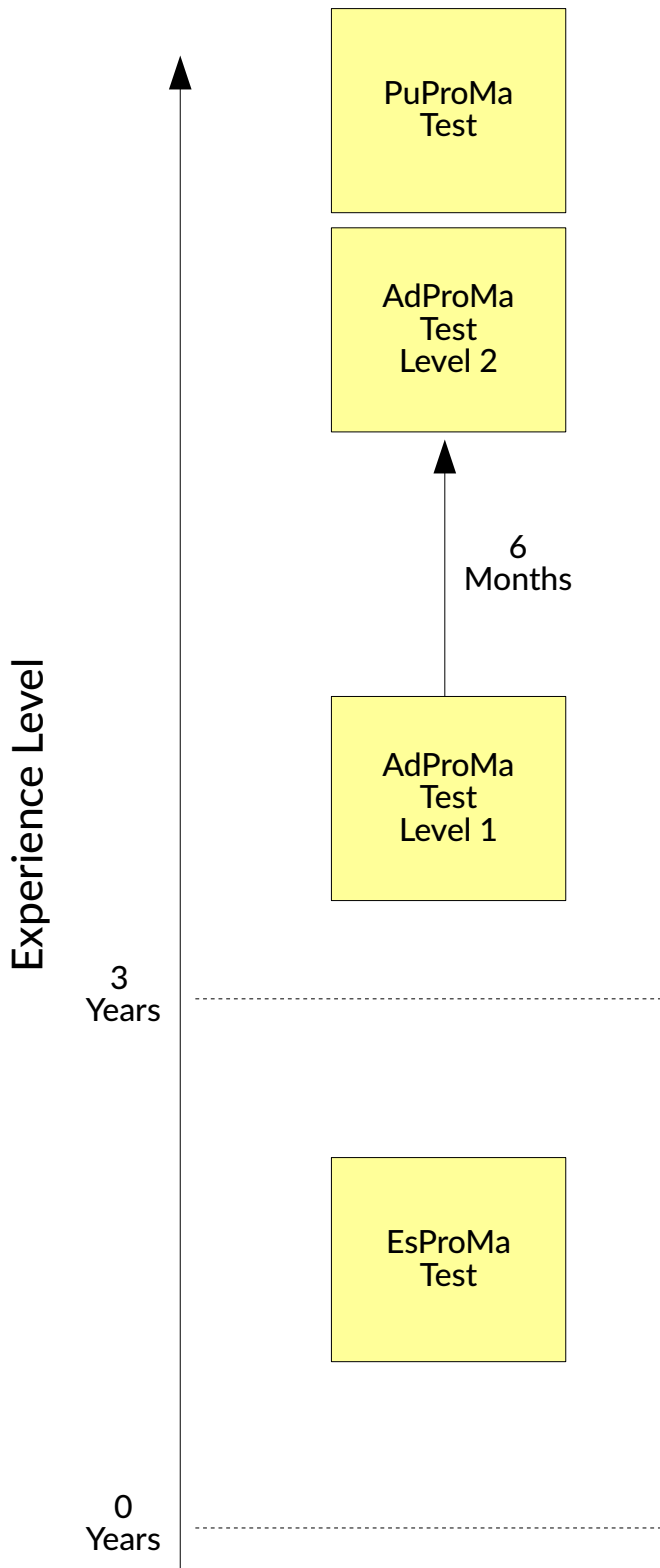 PuProMa
Test
AdProMa
Test
Level 2
6
Months
Experience Level
AdProMa
Test
Level 1
3
Years
EsProMa
Test
0
Years